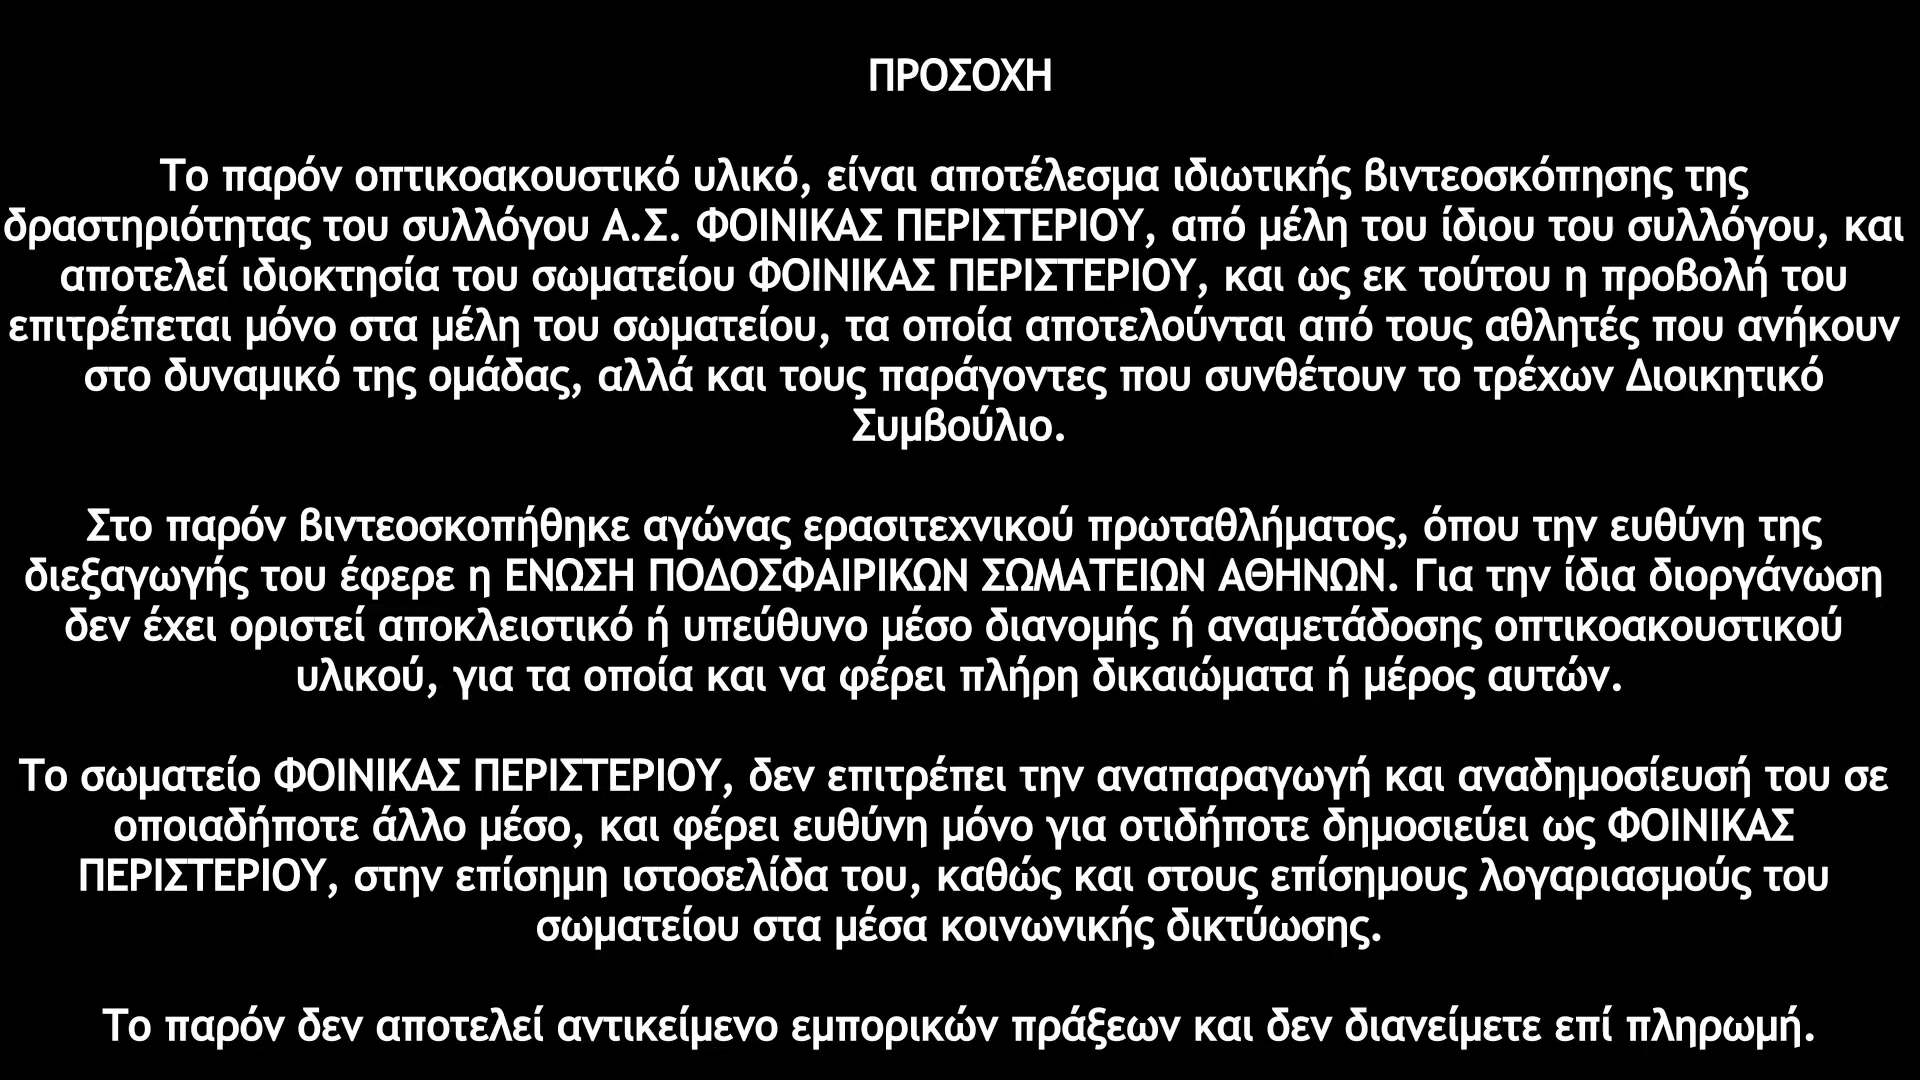 ΠΡΟΣΟΧΗ
Το παρόν οπτικοακουστικό υλικό, είναι αποτέλεσμα ιδιωτικής βιντεοσκόπησης της
δραστηριότητας του συλλόγου Α.Σ. ΦΟΙΝΙΚΑΣ ΠΕΡΙΣΤΕΡΙΟΥ, από μέλη του ίδιου του συλλόγου, και
αποτελεί ιδιοκτησία του σωματείου ΦΟΙΝΙΚΑΣ ΠΕΡΙΣΤΕΡΙΟΥ, και ως εκ τούτου η προβολή του
επιτρέπεται μόνο στα μέλη του σωματείου, τα οποία αποτελούνται από τους αθλητές που ανήκουν
στο δυναμικό της ομάδας, αλλά και τους παράγοντες που συνθέτουν το τρέχων Διοικητικό
Συμβούλιο.
Στο παρόν βιντεοσκοπήθηκε αγώνας ερασιτεχνικού πρωταθλήματος, όπου την ευθύνη της
διεξαγωγής του έφερε η ΕΝΩΣΗ ΠΟΔΟΣΦΑΙΡΙΚΩΝ ΣΩΜΑΤΕΙΩΝ ΑΘΗΝΩΝ. Για την ίδια διοργάνωση
δεν έχει οριστεί αποκλειστικό ή υπεύθυνο μέσο διανομής ή αναμετάδοσης οπτικοακουστικού
υλικού, για τα οποία και να φέρει πλήρη δικαιώματα ή μέρος αυτών.
Το σωματείο ΦΟΙΝΙΚΑΣ ΠΕΡΙΣΤΕΡΙΟΥ, δεν επιτρέπει την αναπαραγωγή και αναδημοσίευσή του σε
οποιαδήποτε άλλο μέσο, και φέρει ευθύνη μόνο για οτιδήποτε δημοσιεύει ως ΦΟΙΝΙΚΑΣ
ΠΕΡΙΣΤΕΡΙΟΥ, στην επίσημη ιστοσελίδα του, καθώς και στους επίσημους λογαριασμούς του
σωματείου στα μέσα κοινωνικής δικτύωσης.
Το παρόν δεν αποτελεί αντικείμενο εμπορικών πράξεων και δεν διανείμετε επί πληρωμή.